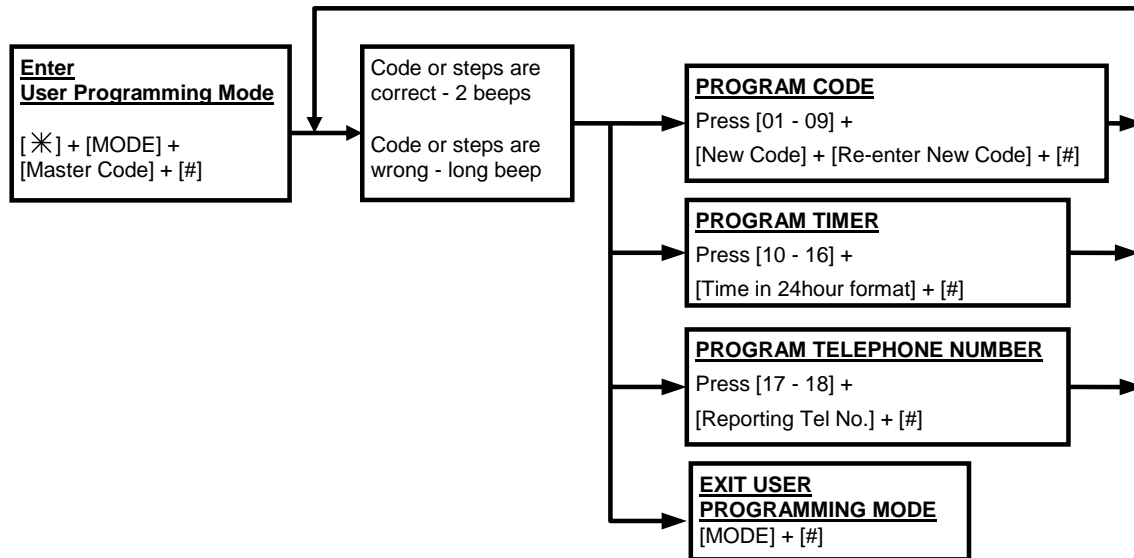 Enter
User Programming Mode
[✳] + [MODE] +
[Master Code] + [#]
Code or steps are
correct - 2 beeps
Code or steps are
wrong - long beep
PROGRAM CODE
Press [01 - 09] +
[New Code] + [Re-enter New Code] + [#]
PROGRAM TIMER
Press [10 - 16] +
[Time in 24hour format] + [#]
PROGRAM TELEPHONE NUMBER
Press [17 - 18] +
[Reporting Tel No.] + [#]
EXIT USER
PROGRAMMING MODE
[MODE] + [#]